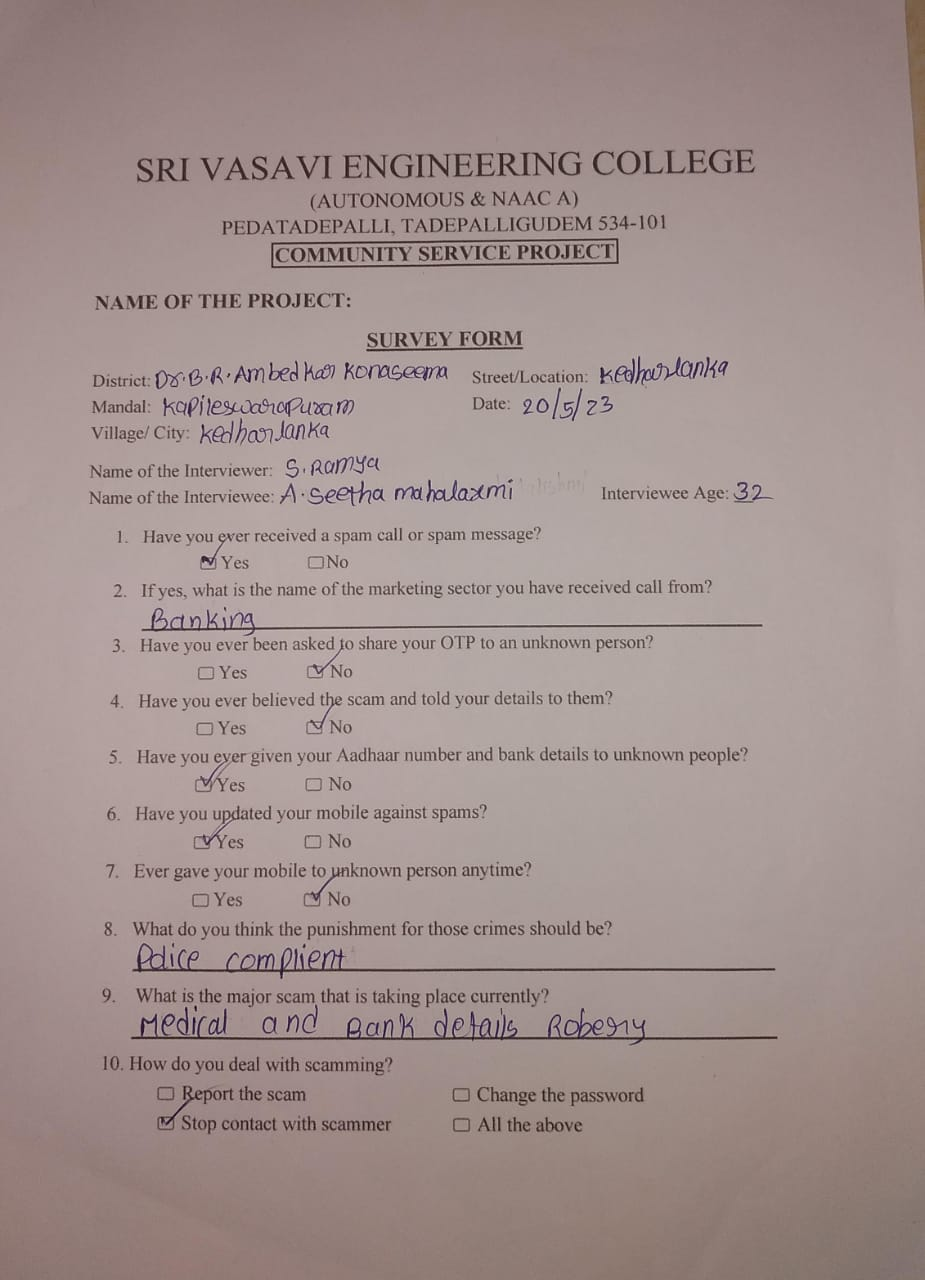 SRI VASAVI ENGINEERING COLLEGE
(AUTONOMOUS & NAAC A)
PEDATADEPALLI, TADEPALLIGUDEM 534-101
COMMUNITY SERVICE PROJECT
NAME OF THE PROJECT:
SURVEY FORM
District: Dr.B.R.Ambedkar Konaseema Street/Location: Kedharlanka
Mandal: Kapileswarapuram Date: 20/5/23
Village/ City: Kedharlanka
Name of the Interviewer: S.Ramya
Name of the Interviewee: A.Seetha mahalaxmi Interviewee Age: 32
1. Have you ever received a spam call or spam message?
☑ Yes ☐ No
2. If yes, what is the name of the marketing sector you have received call from?
Banking
3. Have you ever been asked to share your OTP to an unknown person?
☐ Yes ☑ No
4. Have you ever believed the scam and told your details to them?
☐ Yes ☑ No
5. Have you ever given your Aadhaar number and bank details to unknown people?
☑ Yes ☐ No
6. Have you updated your mobile against spams?
☑ Yes ☐ No
7. Ever gave your mobile to unknown person anytime?
☐ Yes ☑ No
8. What do you think the punishment for those crimes should be?
Police complient
9. What is the major scam that is taking place currently?
Medical and Bank details Robery
10. How do you deal with scamming?
☐ Report the scam ☐ Change the password
☑ Stop contact with scammer ☐ All the above